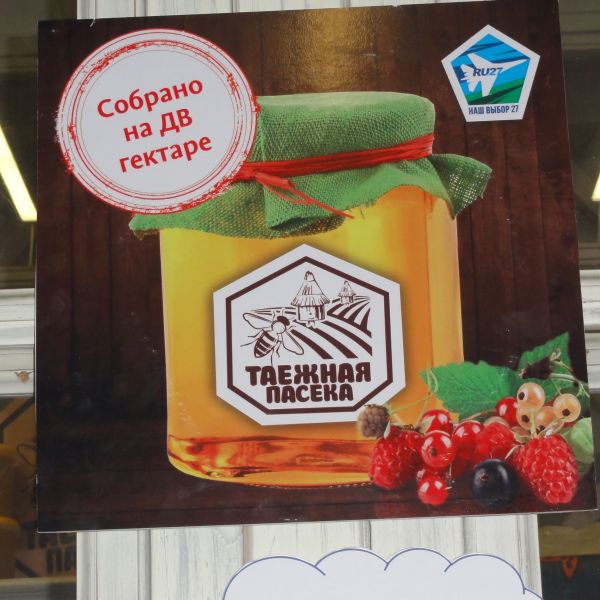 Собрано
на ДВ
гектаре
RU27
НАШ ВЫБОР 27
ТАЕЖНАЯ
ПАСЕКА